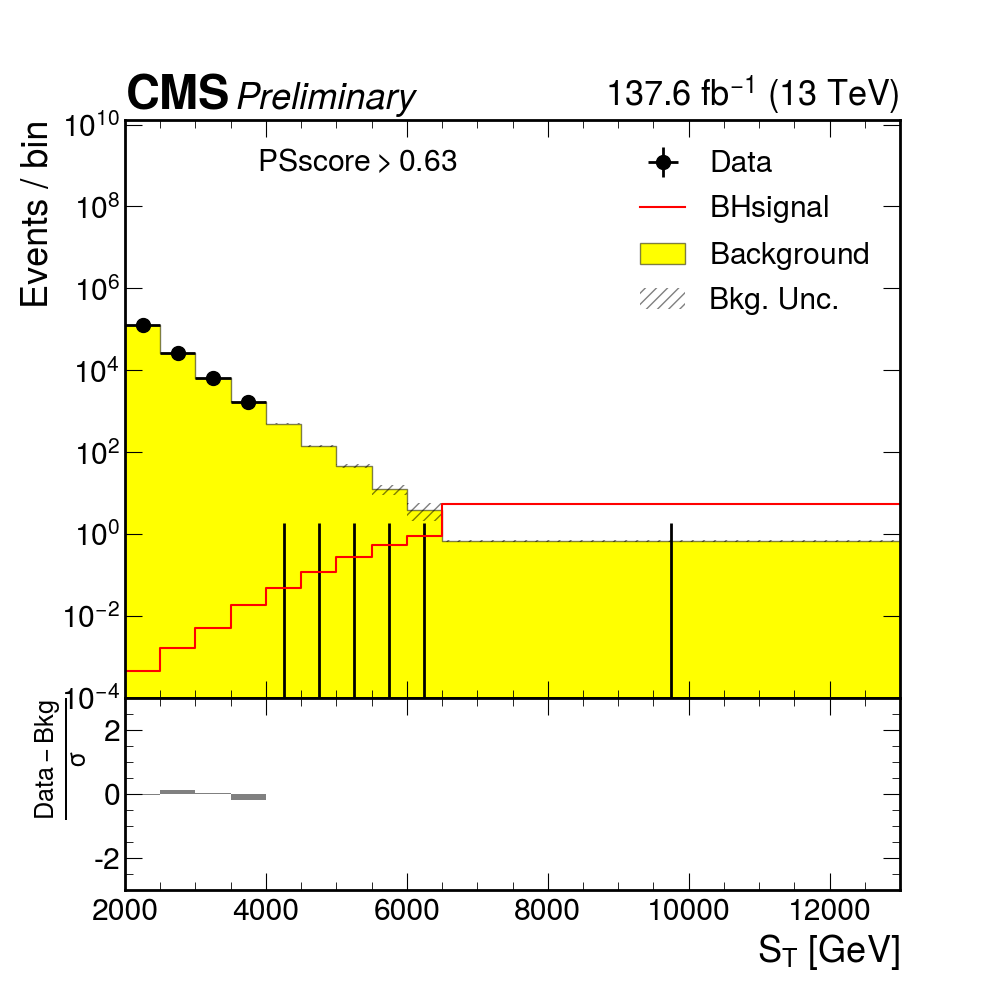 CMS Preliminary 137.6 fb⁻¹ (13 TeV)
Events / bin
PSscore > 0.63
Data
BHsignal
Background
Bkg. Unc.
10¹⁰
10⁸
10⁶
10⁴
10²
10⁰
10⁻²
10⁻⁴
Data – Bkg
σ
2
0
-2
2000 4000 6000 8000 10000 12000
S_T [GeV]